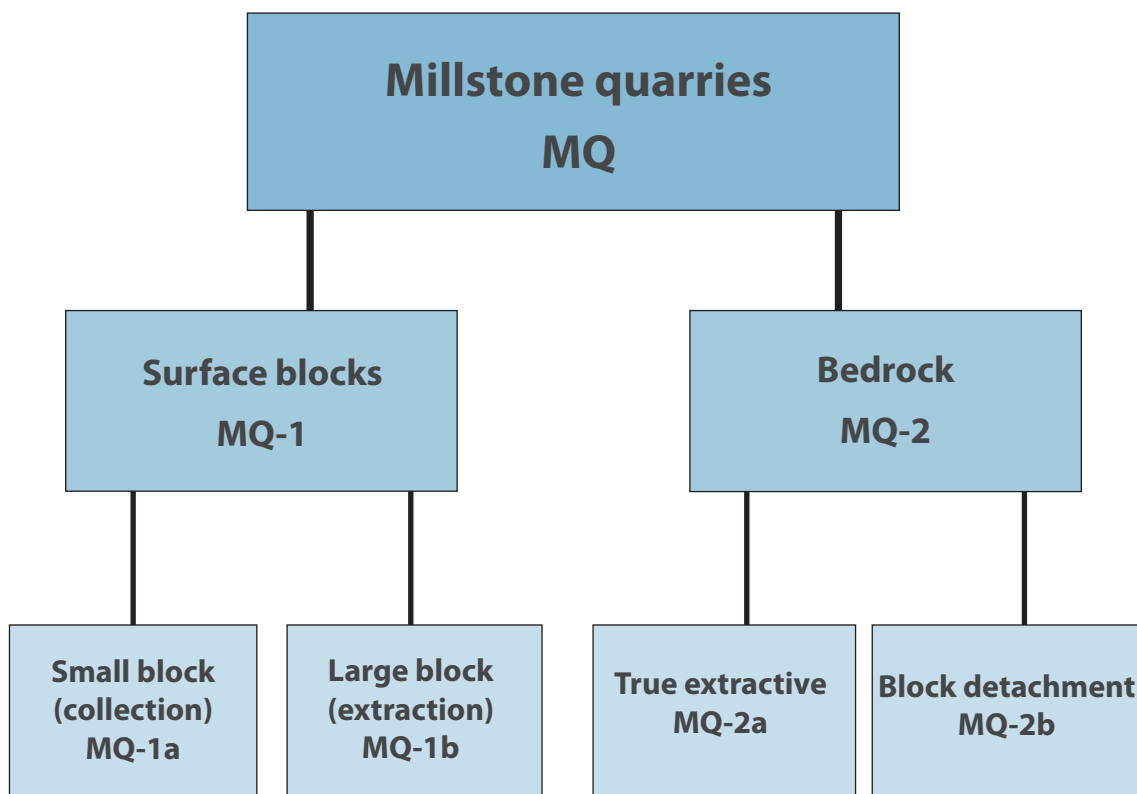 Millstone quarries
MQ
Surface blocks
MQ-1
Bedrock
MQ-2
Small block
(collection)
MQ-1a
Large block
(extraction)
MQ-1b
True extractive
MQ-2a
Block detachment
MQ-2b